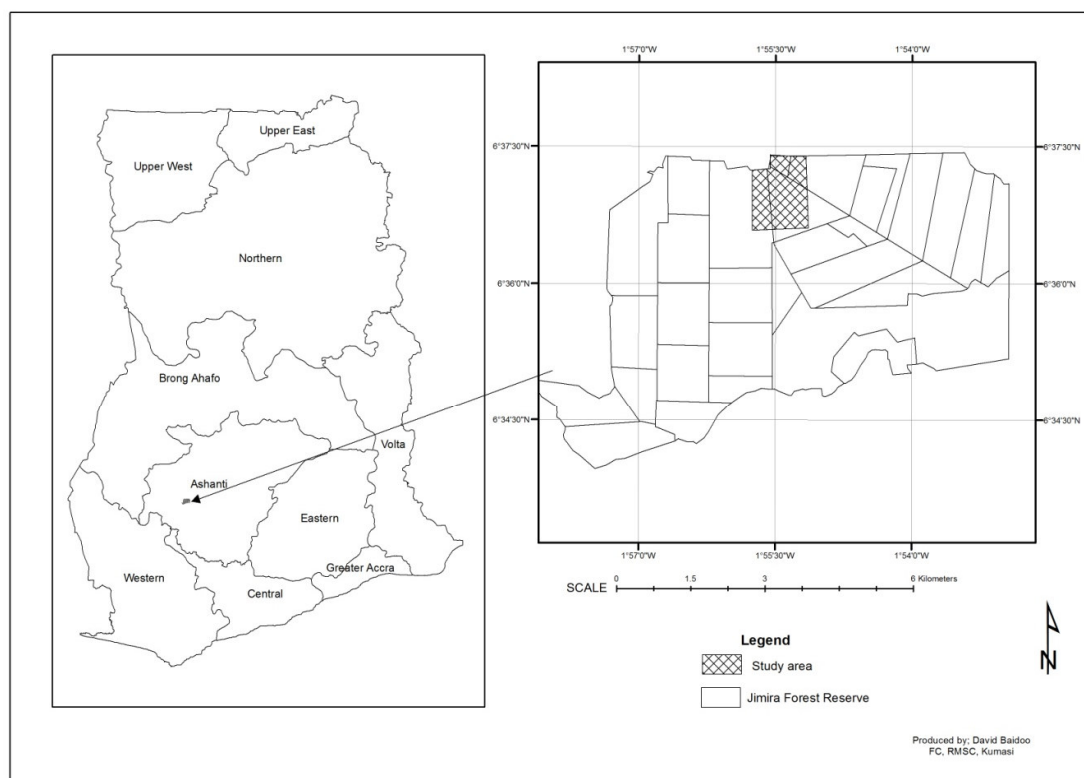 Upper East
Upper West
Northern
Brong Ahafo
Volta
Ashanti
Eastern
Greater Accra
Western
Central
1°57'0"W 1°55'30"W 1°54'0"W
6°37'30"N 6°37'30"N
6°36'0"N 6°36'0"N
6°34'30"N 6°34'30"N
1°57'0"W 1°55'30"W 1°54'0"W
SCALE 0 1.5 3 6 Kilometers
Legend
Study area
Jimira Forest Reserve
N
Produced by; David Baidoo
FC, RMSC, Kumasi